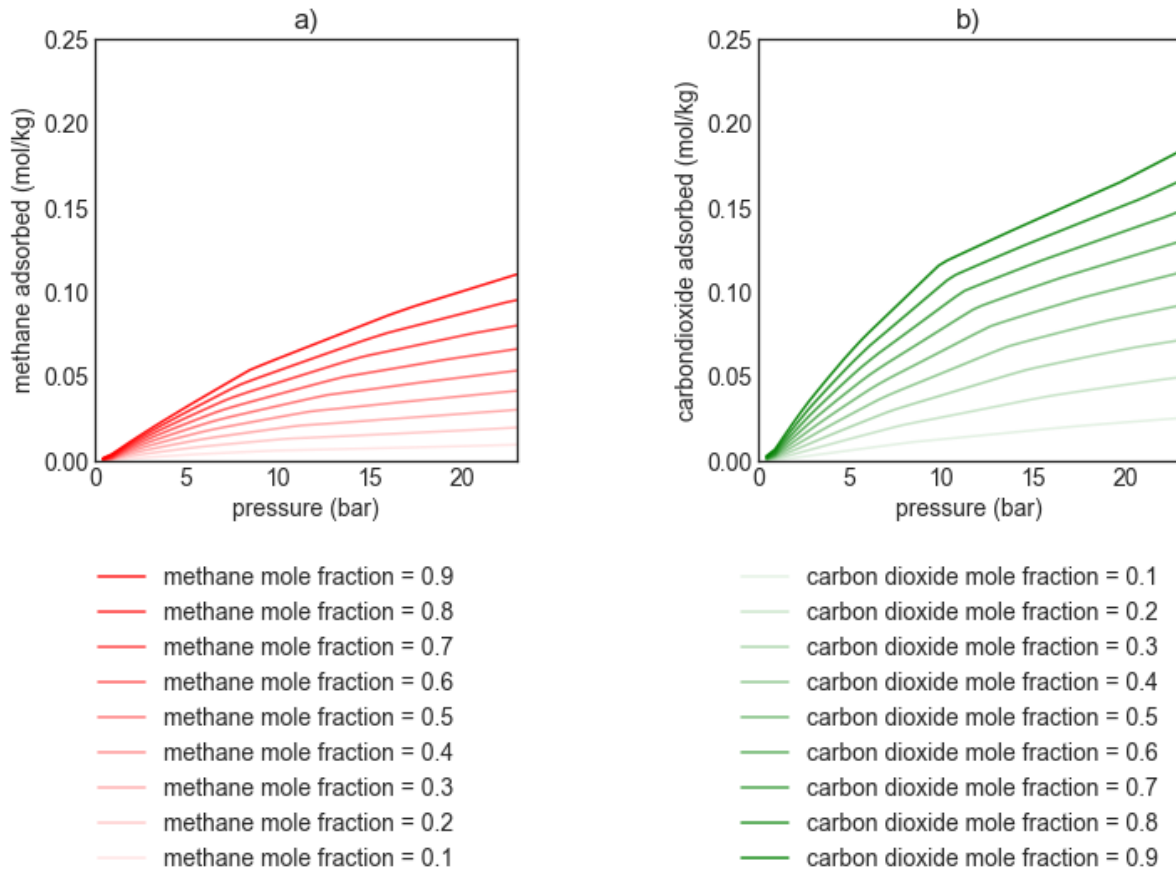 a)
0.25
0.20
0.15
0.10
0.05
0.00
methane adsorbed (mol/kg)
0 5 10 15 20
pressure (bar)
methane mole fraction = 0.9
methane mole fraction = 0.8
methane mole fraction = 0.7
methane mole fraction = 0.6
methane mole fraction = 0.5
methane mole fraction = 0.4
methane mole fraction = 0.3
methane mole fraction = 0.2
methane mole fraction = 0.1
b)
0.25
0.20
0.15
0.10
0.05
0.00
carbondioxide adsorbed (mol/kg)
0 5 10 15 20
pressure (bar)
carbon dioxide mole fraction = 0.1
carbon dioxide mole fraction = 0.2
carbon dioxide mole fraction = 0.3
carbon dioxide mole fraction = 0.4
carbon dioxide mole fraction = 0.5
carbon dioxide mole fraction = 0.6
carbon dioxide mole fraction = 0.7
carbon dioxide mole fraction = 0.8
carbon dioxide mole fraction = 0.9